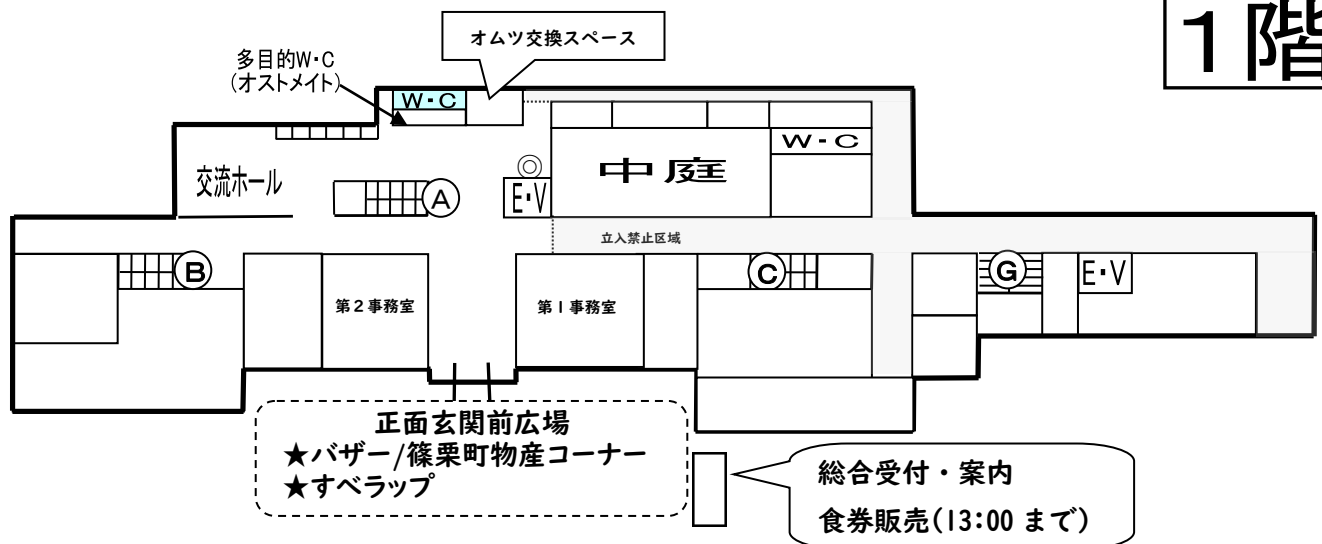 1階
オムツ交換スペース
多目的W・C
(オストメイト)
W・C
W・C
中庭
交流ホール
A
◎
E・V
立入禁止区域
B
C
G
E・V
第2事務室
第1事務室
正面玄関前広場
★バザー/篠栗町物産コーナー
★すべラップ
総合受付・案内
食券販売(13:00 まで)